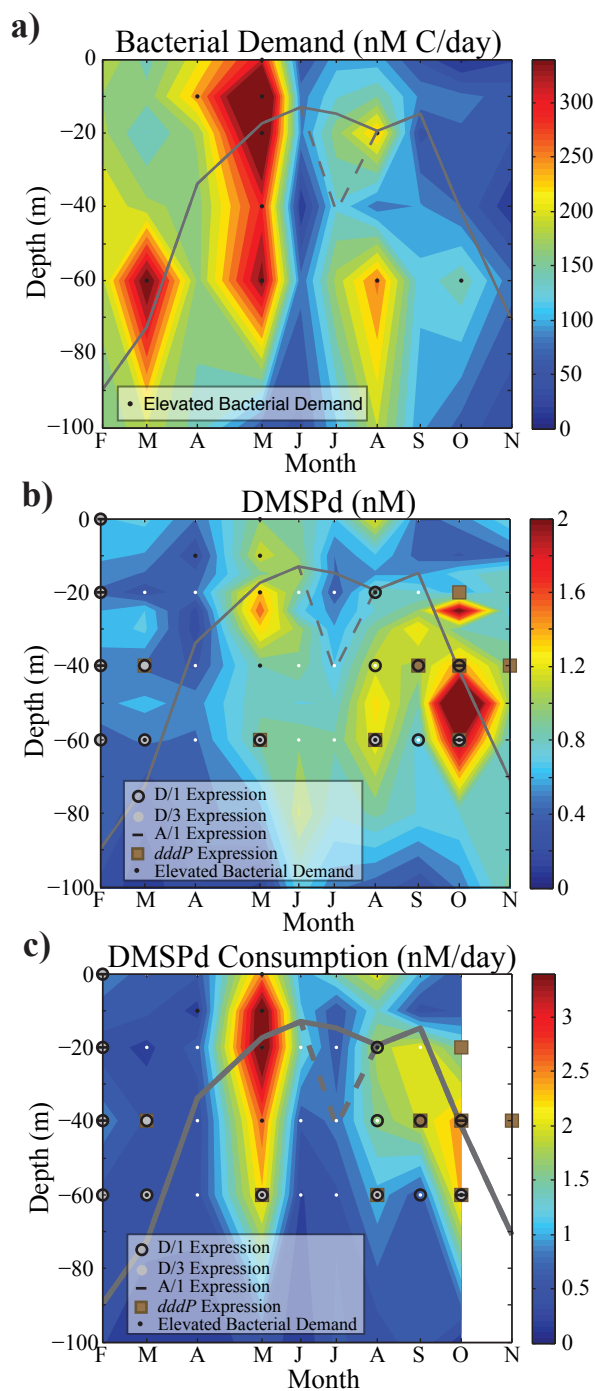 a)
Bacterial Demand (nM C/day)
0
−20
−40
−60
−80
−100
Depth (m)
• Elevated Bacterial Demand
F M A M J J A S O N
Month
300
250
200
150
100
50
0
b)
DMSPd (nM)
0
−20
−40
−60
−80
−100
Depth (m)
D/1 Expression
D/3 Expression
A/1 Expression
dddP Expression
Elevated Bacterial Demand
F M A M J J A S O N
Month
2
1.6
1.2
0.8
0.4
0
c)
DMSPd Consumption (nM/day)
0
−20
−40
−60
−80
−100
Depth (m)
D/1 Expression
D/3 Expression
A/1 Expression
dddP Expression
Elevated Bacterial Demand
F M A M J J A S O N
Month
3
2.5
2
1.5
1
0.5
0